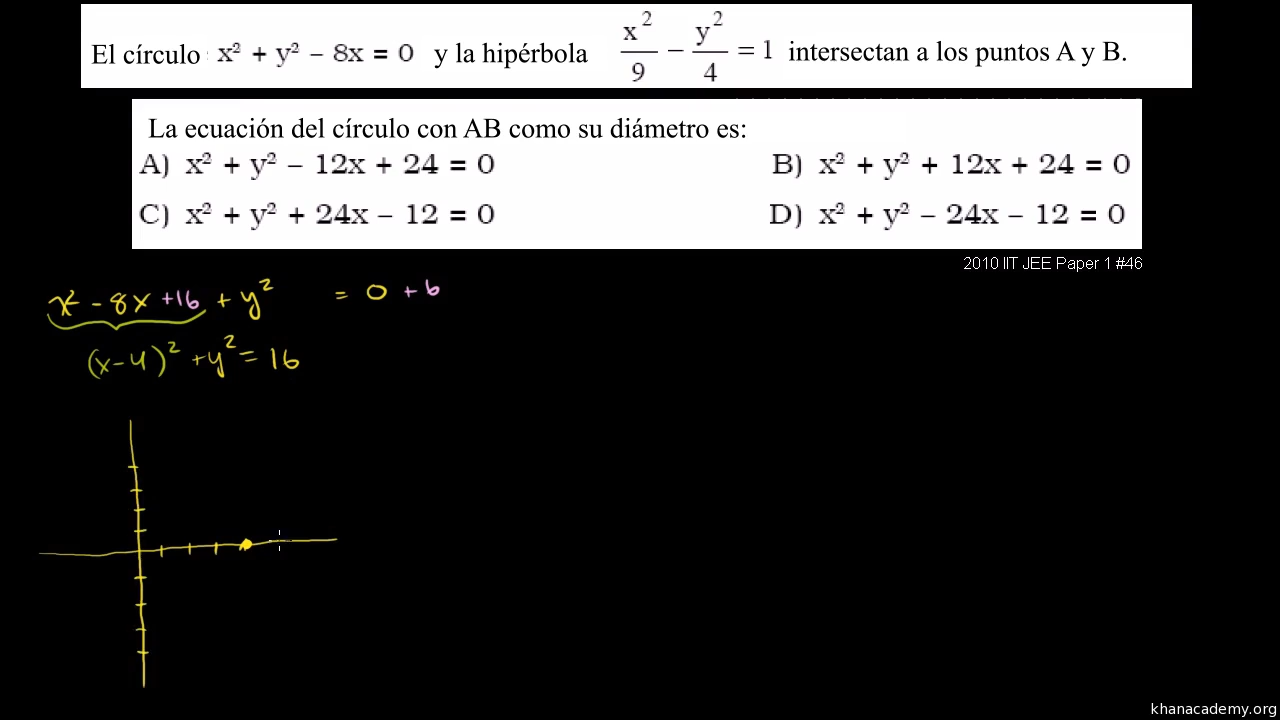 El círculo x² + y² − 8x = 0 y la hipérbola x²/9 − y²/4 = 1 intersectan a los puntos A y B.
La ecuación del círculo con AB como su diámetro es:
A) x² + y² − 12x + 24 = 0 B) x² + y² + 12x + 24 = 0
C) x² + y² + 24x − 12 = 0 D) x² + y² − 24x − 12 = 0
2010 IIT JEE Paper 1 #46
x² − 8x + 16 + y² = 0 + 6
(x−4)² + y² = 16
khanacademy.org